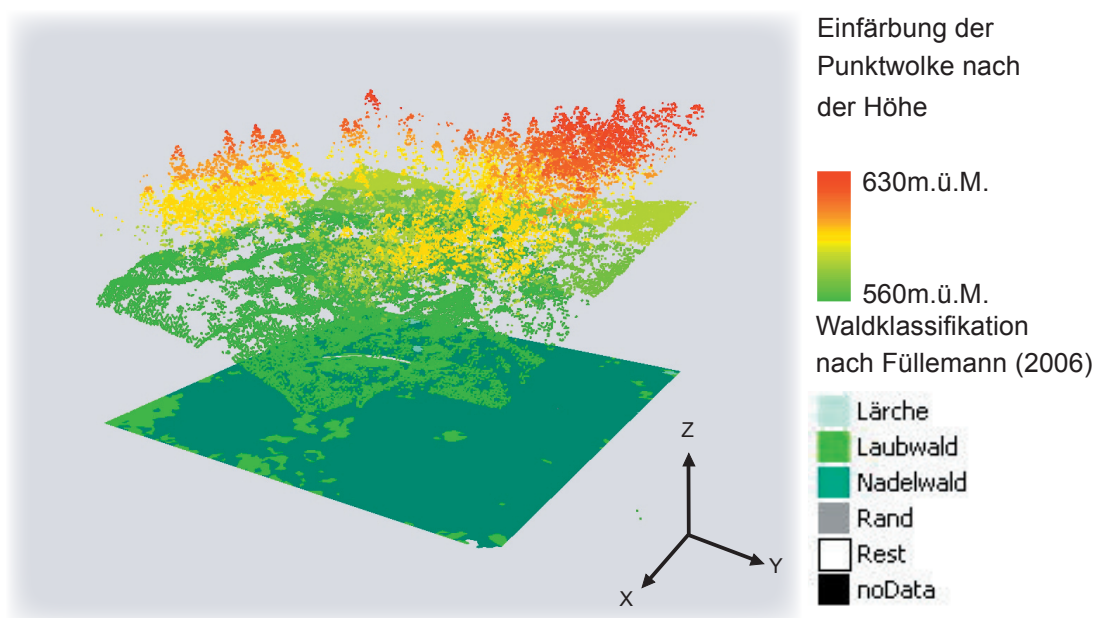 Einfärbung der
Punktwolke nach
der Höhe
630m.ü.M.
560m.ü.M.
Waldklassifikation
nach Füllemann (2006)
Lärche
Laubwald
Nadelwald
Rand
Rest
noData
Z
Y
X